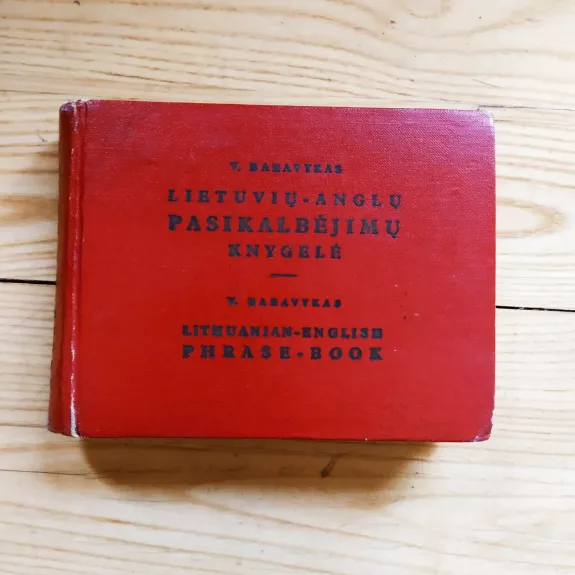 V. BARAVYKAS
LIETUVIŲ-ANGLŲ
PASIKALBĖJIMŲ
KNYGELĖ
V. BARAVYKAS
LITHUANIAN-ENGLISH
PHRASE-BOOK